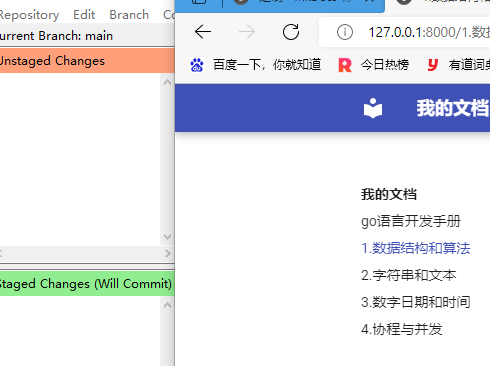 Repository Edit Branch
Current Branch: main
Unstaged Changes
Staged Changes (Will Commit)
127.0.0.1:8000/1.数据
百度一下，你就知道 今日热榜 有道词典
我的文档
我的文档
go语言开发手册
1.数据结构和算法
2.字符串和文本
3.数字日期和时间
4.协程与并发